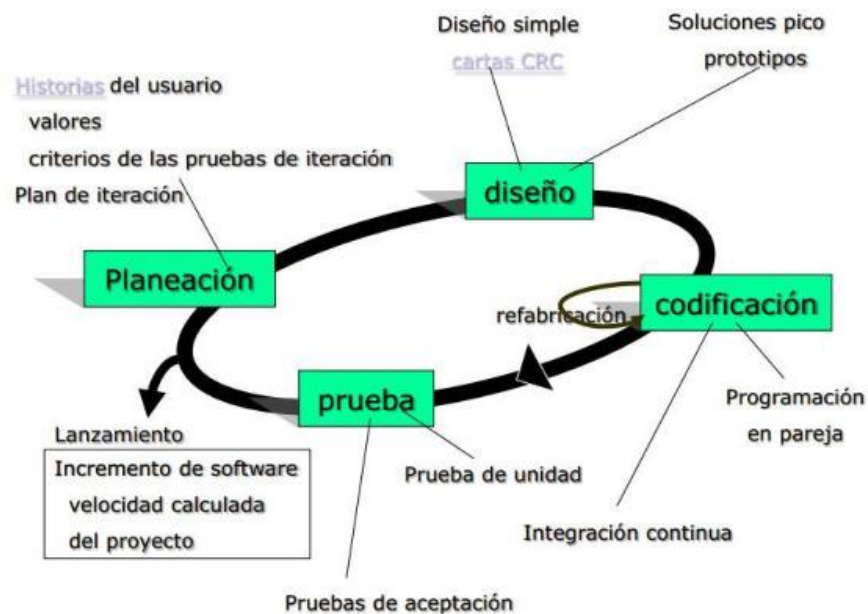 Diseño simple
cartas CRC
Soluciones pico
prototipos
Historias del usuario
valores
criterios de las pruebas de iteración
Plan de iteración
diseño
Planeación
codificación
refabricación
prueba
Programación
en pareja
Lanzamiento
Incremento de software
velocidad calculada
del proyecto
Prueba de unidad
Integración continua
Pruebas de aceptación